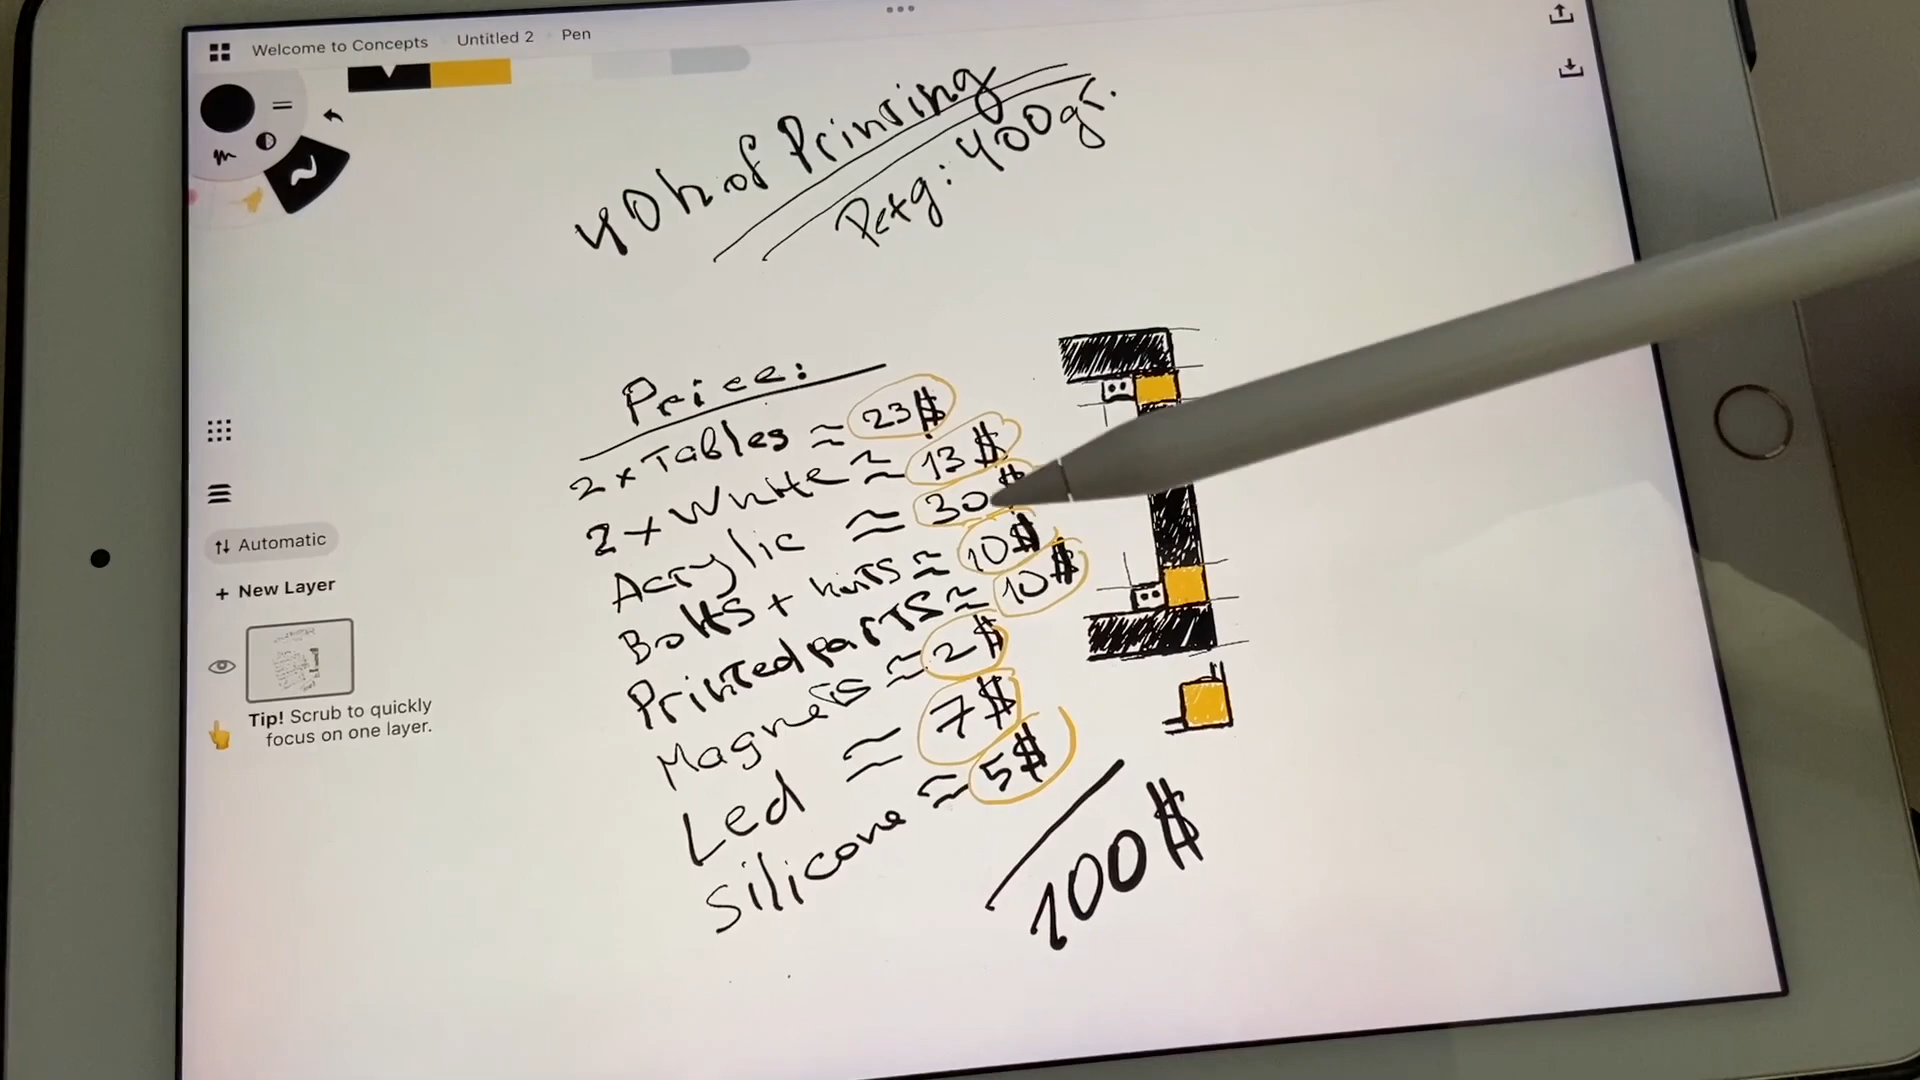 Welcome to Concepts Untitled 2 Pen
40h of Prinring
Petg: 400gr.
Price:
2 x Tables ≈ 23$
2 x White ≈ 13$
Acrylic ≈ 30$
Bolts + nuts ≈ 10$
Printed parts ≈ 10$
Magnets ≈ 2$
Led ≈ 7$
silicone ≈ 5$
100$
Automatic
+ New Layer
Tip! Scrub to quickly
focus on one layer.